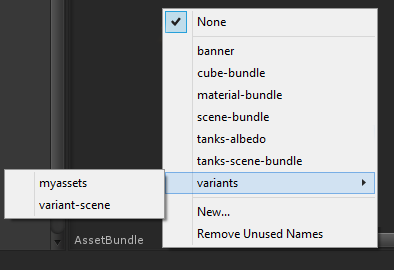 None
banner
cube-bundle
material-bundle
scene-bundle
tanks-albedo
tanks-scene-bundle
variants
myassets
variant-scene
New...
Remove Unused Names
AssetBundle